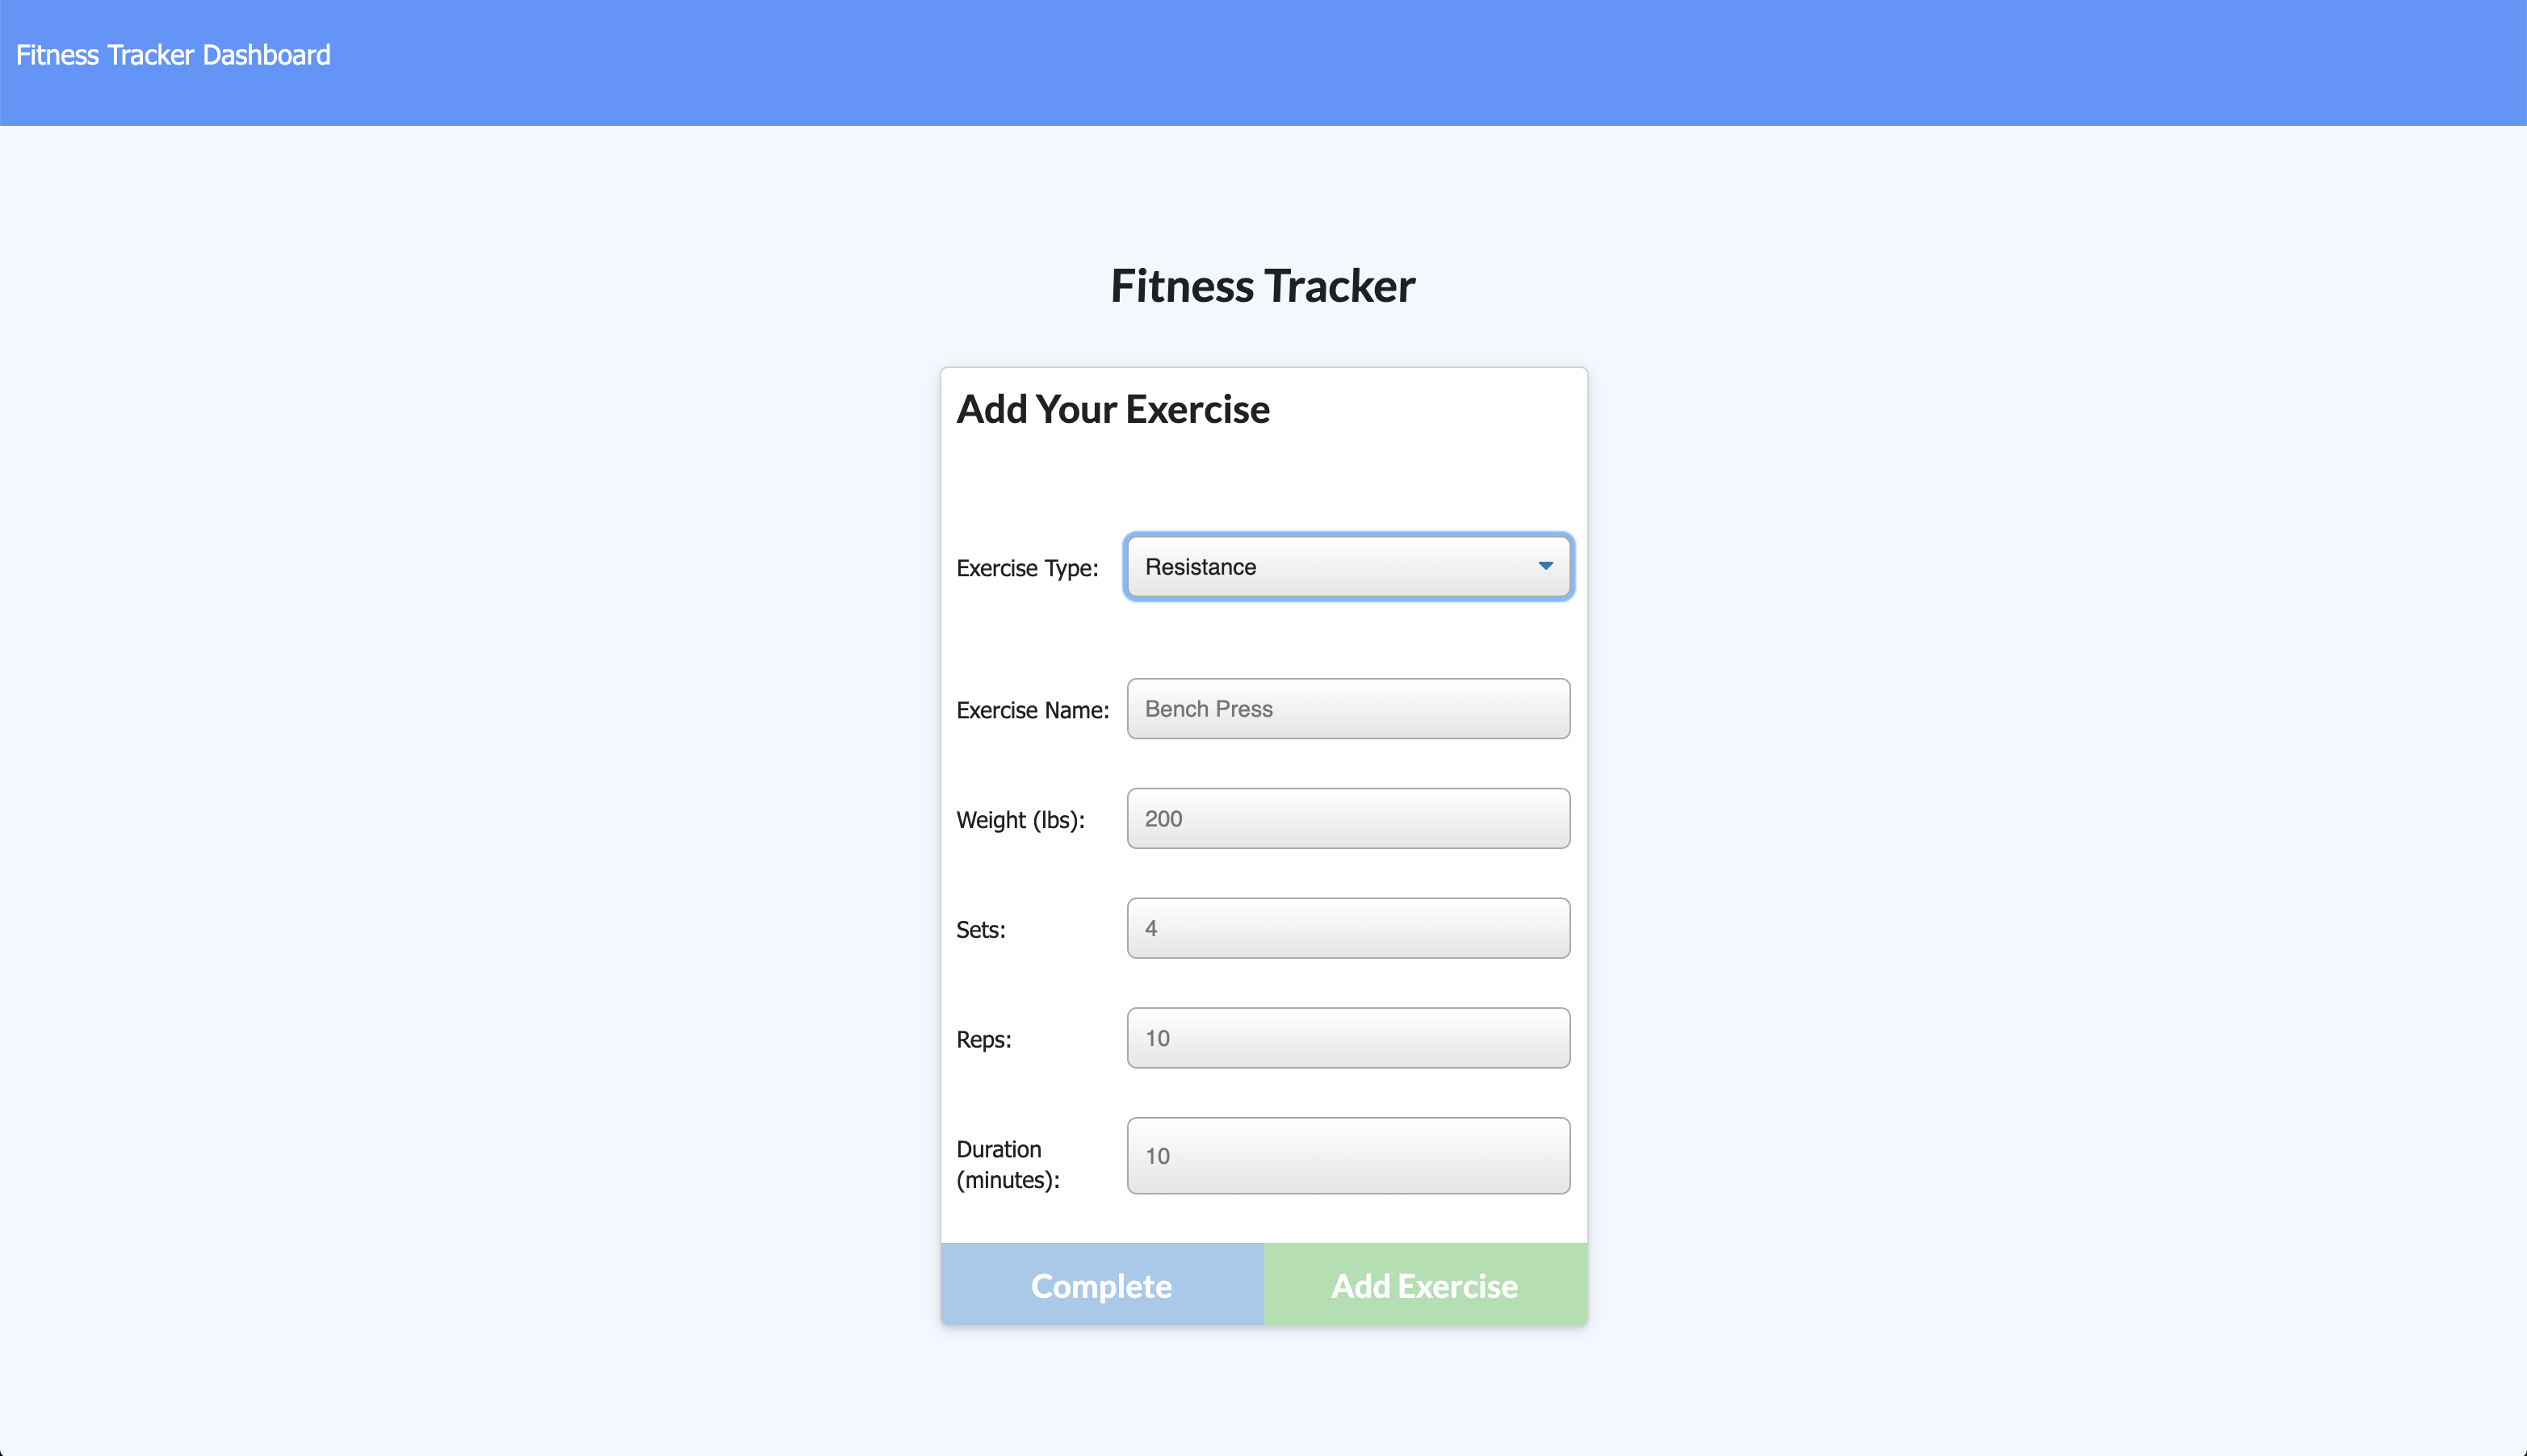 Fitness Tracker Dashboard
Fitness Tracker
Add Your Exercise
Exercise Type: Resistance
Exercise Name: Bench Press
Weight (lbs): 200
Sets: 4
Reps: 10
Duration
(minutes): 10
Complete Add Exercise